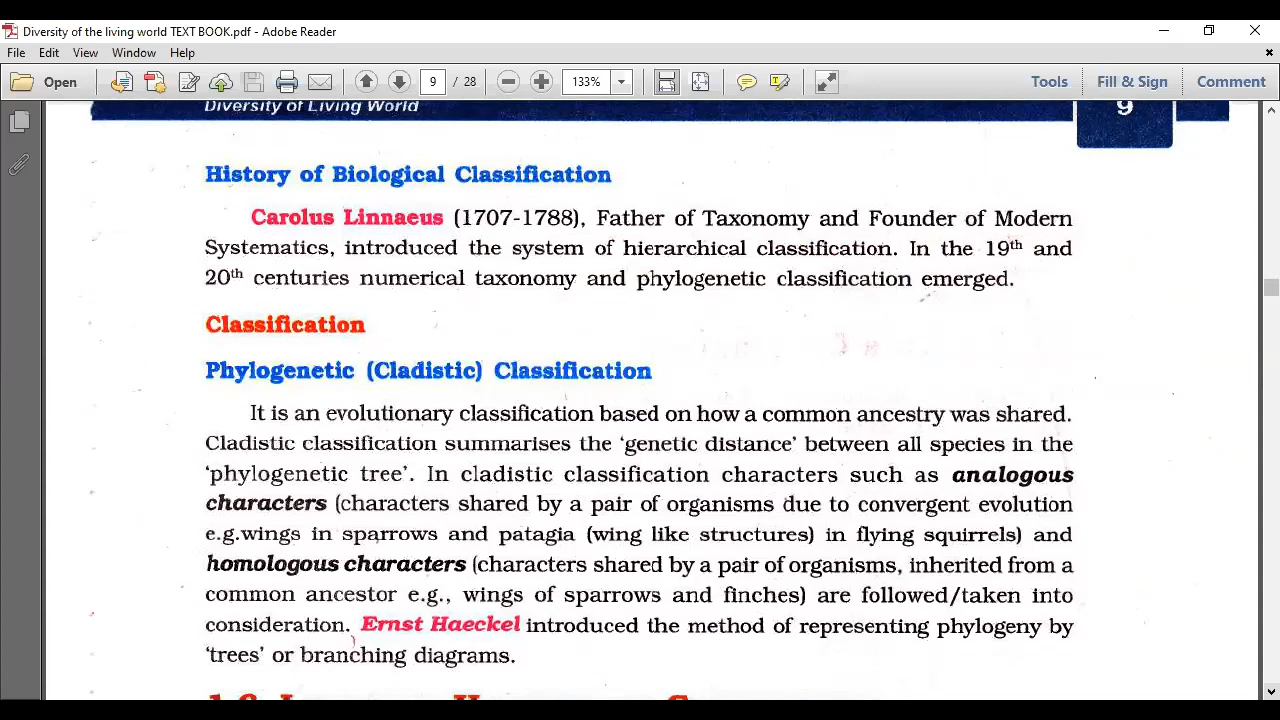 Diversity of the living world TEXT BOOK.pdf - Adobe Reader
File Edit View Window Help
Open 9 / 28 133% Tools Fill & Sign Comment
Diversity of Living World 9
History of Biological Classification
Carolus Linnaeus (1707-1788), Father of Taxonomy and Founder of Modern
Systematics, introduced the system of hierarchical classification. In the 19th and
20th centuries numerical taxonomy and phylogenetic classification emerged.
Classification
Phylogenetic (Cladistic) Classification
It is an evolutionary classification based on how a common ancestry was shared.
Cladistic classification summarises the ‘genetic distance’ between all species in the
‘phylogenetic tree’. In cladistic classification characters such as analogous
characters (characters shared by a pair of organisms due to convergent evolution
e.g.wings in sparrows and patagia (wing like structures) in flying squirrels) and
homologous characters (characters shared by a pair of organisms, inherited from a
common ancestor e.g., wings of sparrows and finches) are followed/taken into
consideration. Ernst Haeckel introduced the method of representing phylogeny by
‘trees’ or branching diagrams.